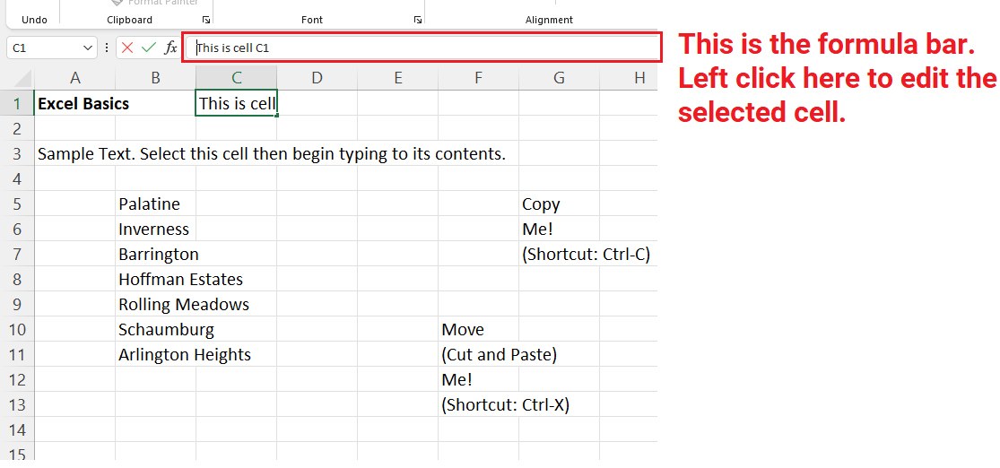 Format Painter
Undo Clipboard Font Alignment
C1 fx This is cell C1
This is the formula bar.
Left click here to edit the
selected cell.
A B C D E F G H
1 Excel Basics This is cell
2
3 Sample Text. Select this cell then begin typing to its contents.
4
5 Palatine Copy
6 Inverness Me!
7 Barrington (Shortcut: Ctrl-C)
8 Hoffman Estates
9 Rolling Meadows
10 Schaumburg Move
11 Arlington Heights (Cut and Paste)
12 Me!
13 (Shortcut: Ctrl-X)
14
15